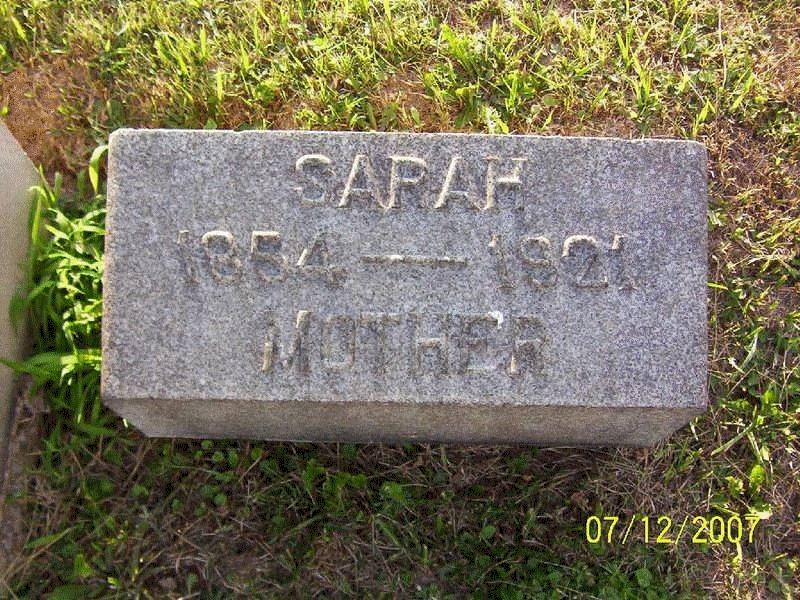 SARAH
1854 — 1921
MOTHER
07/12/2007